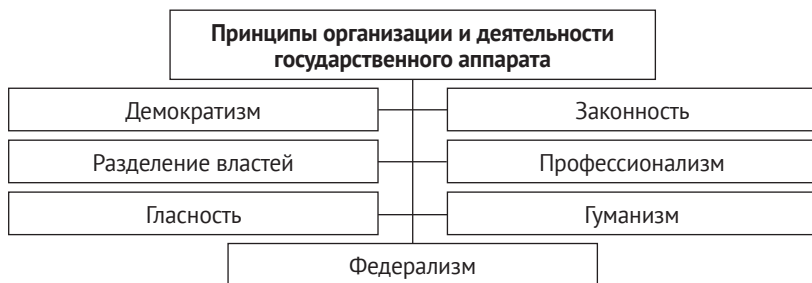 Принципы организации и деятельности
государственного аппарата
Демократизм
Законность
Разделение властей
Профессионализм
Гласность
Гуманизм
Федерализм